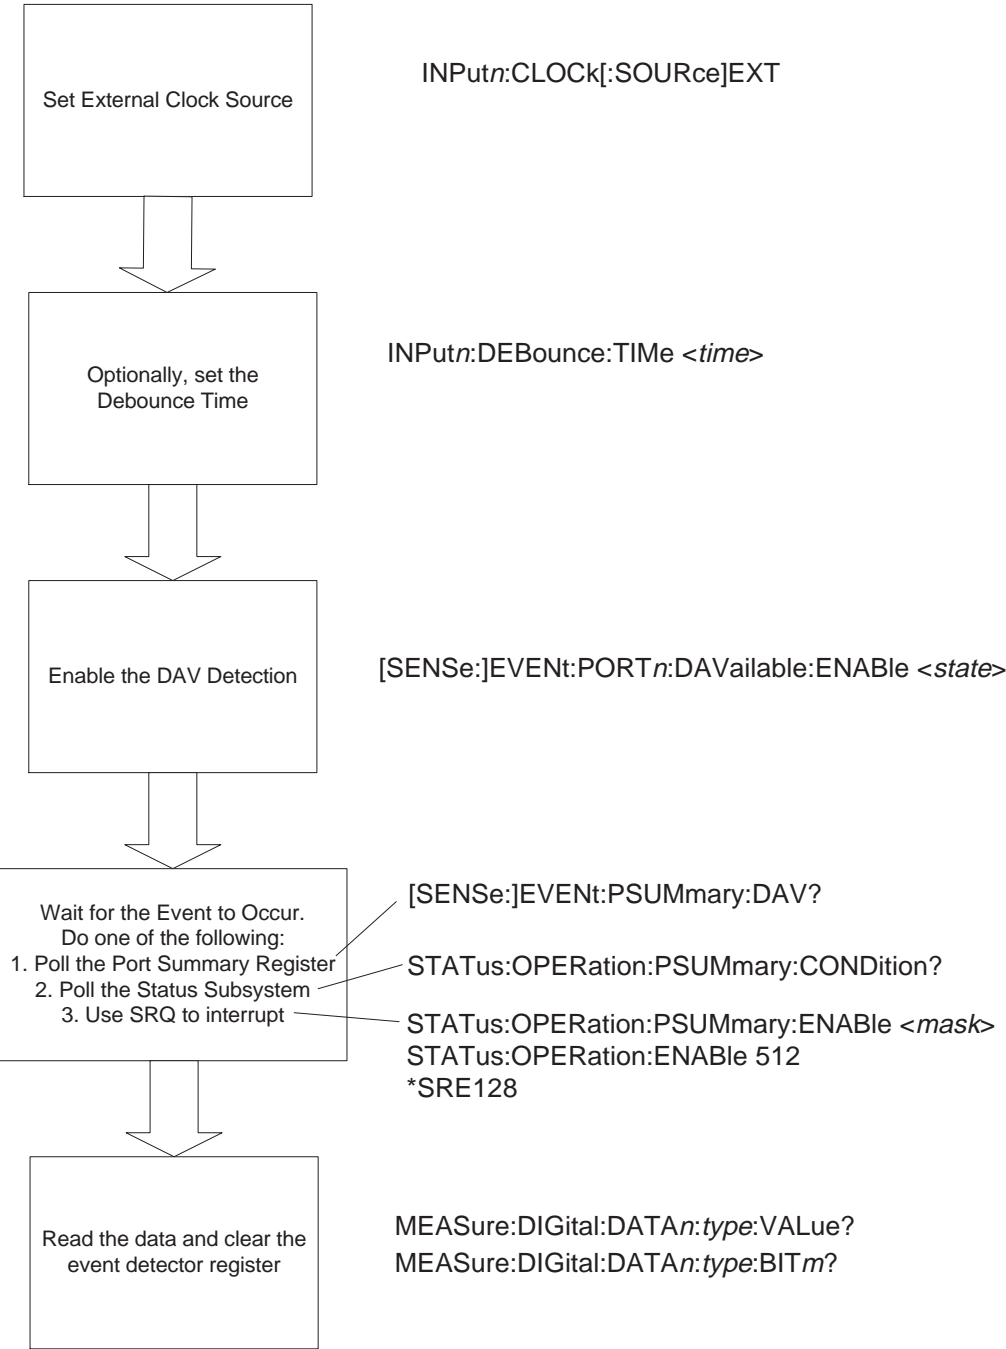 Set External Clock Source
INPutn:CLOCk[:SOURce]EXT
Optionally, set the
Debounce Time
INPutn:DEBounce:TIMe <time>
Enable the DAV Detection
[SENSe:]EVENt:PORTn:DAVailable:ENABle <state>
Wait for the Event to Occur.
Do one of the following:
1. Poll the Port Summary Register
2. Poll the Status Subsystem
3. Use SRQ to interrupt
[SENSe:]EVENt:PSUMmary:DAV?
STATus:OPERation:PSUMmary:CONDition?
STATus:OPERation:PSUMmary:ENABle <mask>
STATus:OPERation:ENABle 512
*SRE128
Read the data and clear the
event detector register
MEASure:DIGital:DATAn:type:VALue?
MEASure:DIGital:DATAn:type:BITm?